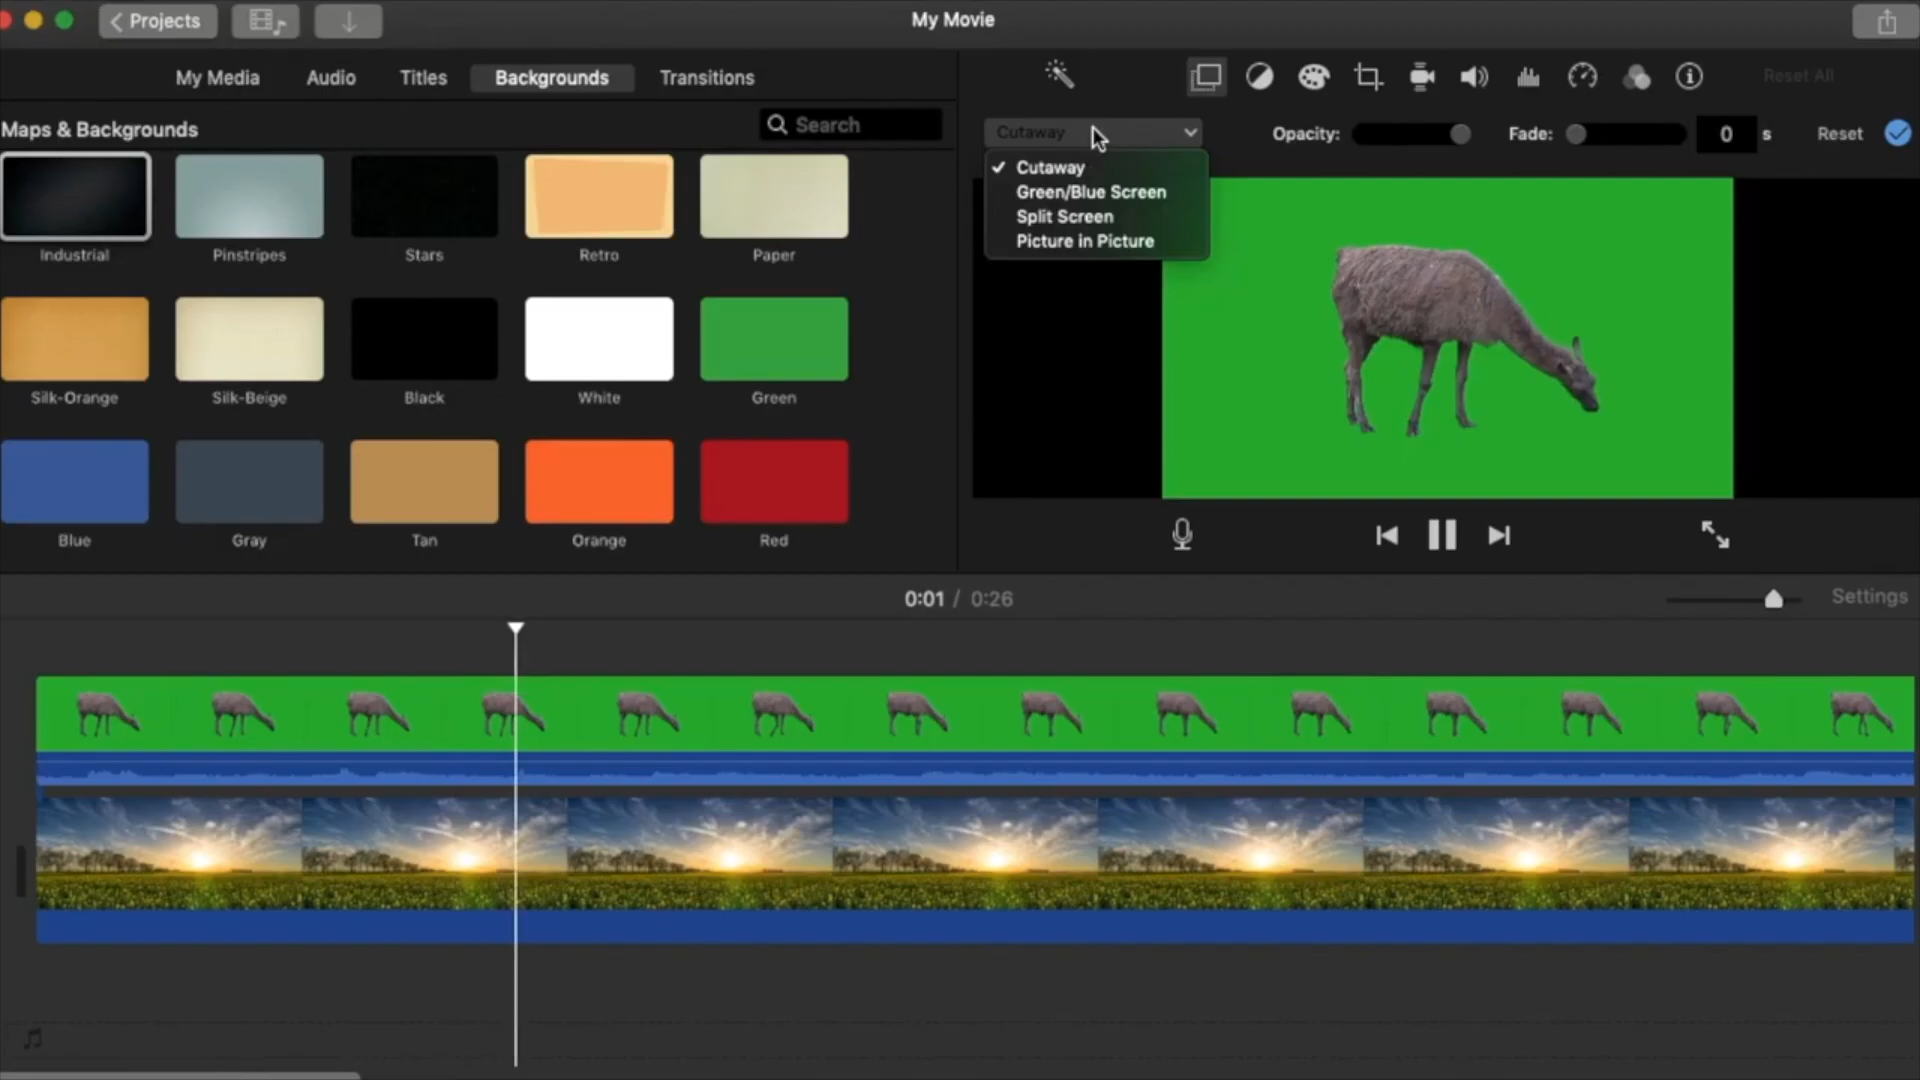 Projects
My Movie
My Media
Audio
Titles
Backgrounds
Transitions
Reset All
Maps & Backgrounds
Search
Cutaway
Opacity:
Fade:
0
s
Reset
Cutaway
Green/Blue Screen
Split Screen
Picture in Picture
Industrial
Pinstripes
Stars
Retro
Paper
Silk-Orange
Silk-Beige
Black
White
Green
Blue
Gray
Tan
Orange
Red
0:01 / 0:26
Settings